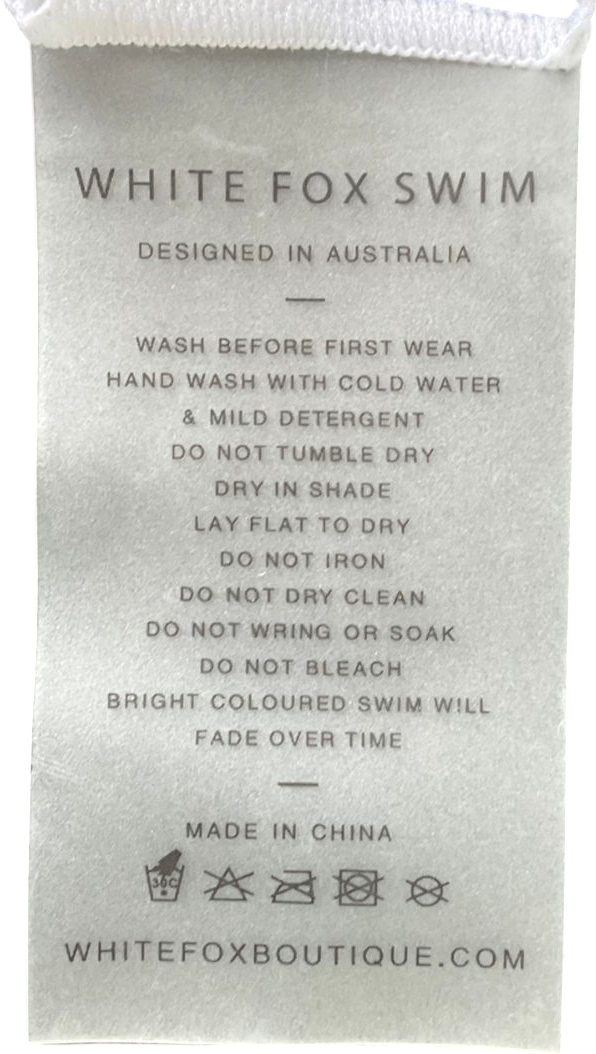 WHITE FOX SWIM
DESIGNED IN AUSTRALIA
WASH BEFORE FIRST WEAR
HAND WASH WITH COLD WATER
& MILD DETERGENT
DO NOT TUMBLE DRY
DRY IN SHADE
LAY FLAT TO DRY
DO NOT IRON
DO NOT DRY CLEAN
DO NOT WRING OR SOAK
DO NOT BLEACH
BRIGHT COLOURED SWIM WILL
FADE OVER TIME
MADE IN CHINA
30C
WHITEFOXBOUTIQUE.COM